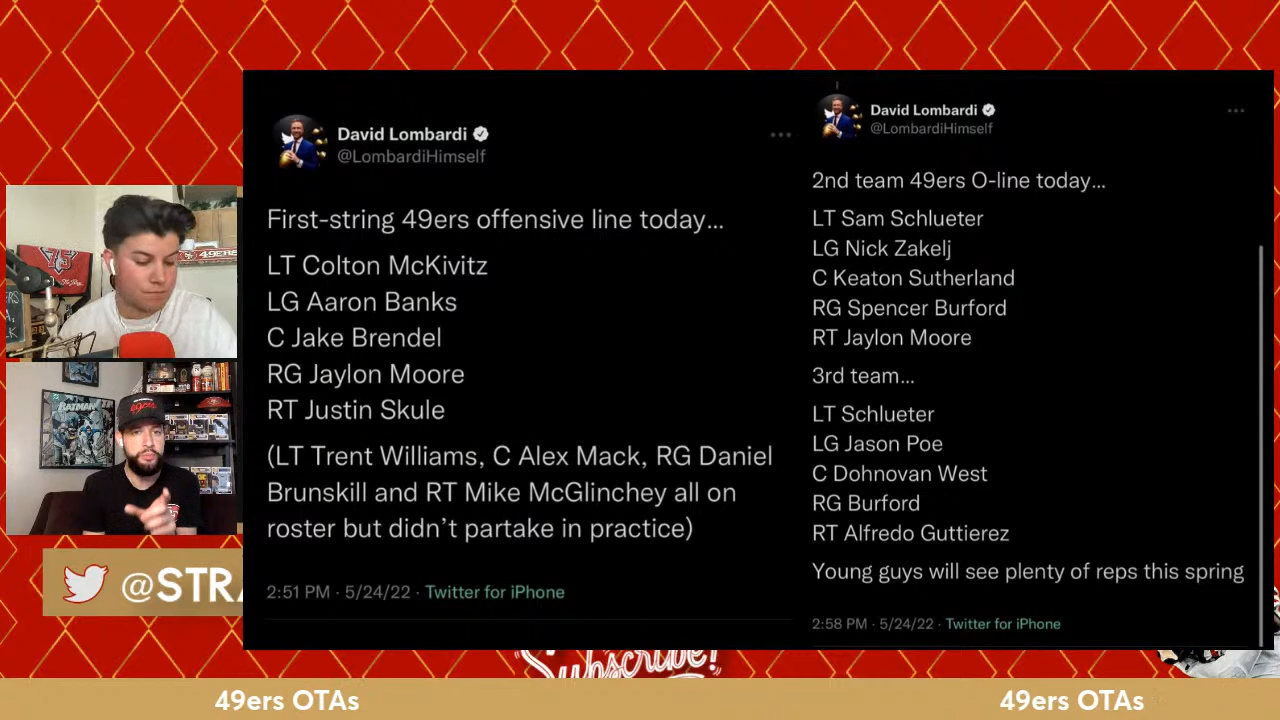 David Lombardi
@LombardiHimself
First-string 49ers offensive line today...
LT Colton McKivitz
LG Aaron Banks
C Jake Brendel
RG Jaylon Moore
RT Justin Skule
(LT Trent Williams, C Alex Mack, RG Daniel
Brunskill and RT Mike McGlinchey all on
roster but didn't partake in practice)
2:51 PM · 5/24/22 · Twitter for iPhone
David Lombardi
@LombardiHimself
2nd team 49ers O-line today...
LT Sam Schlueter
LG Nick Zakelj
C Keaton Sutherland
RG Spencer Burford
RT Jaylon Moore
3rd team...
LT Schlueter
LG Jason Poe
C Dohnovan West
RG Burford
RT Alfredo Guttierez
Young guys will see plenty of reps this spring
2:58 PM · 5/24/22 · Twitter for iPhone
49ERS
75
BATMAN
@STRA
Subscribe!
49ers OTAs
49ers OTAs